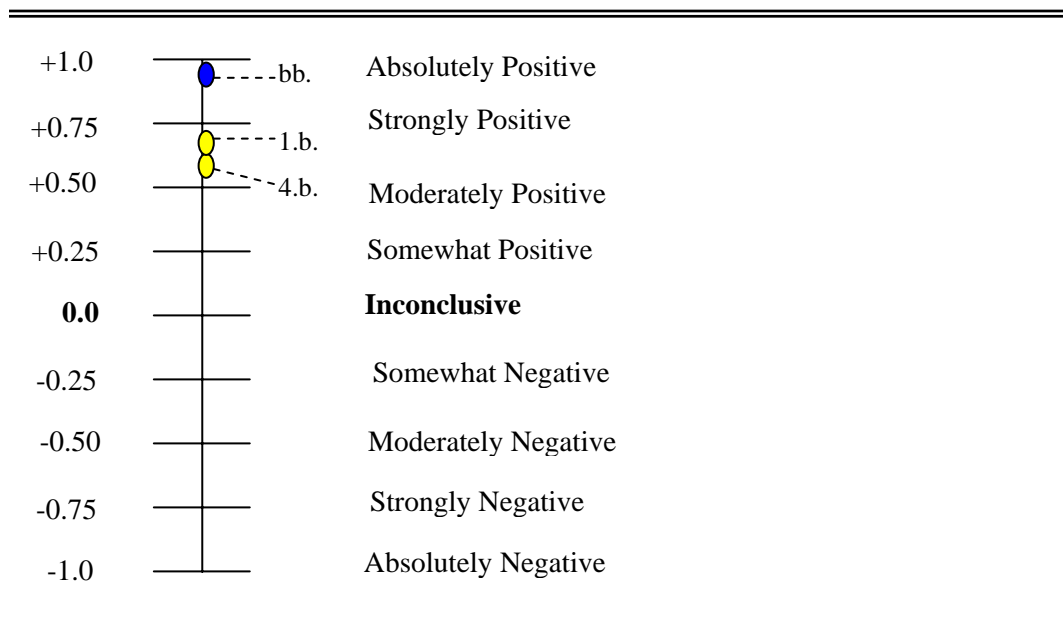 +1.0 bb. Absolutely Positive
+0.75 Strongly Positive
1.b.
+0.50 4.b. Moderately Positive
+0.25 Somewhat Positive
0.0 Inconclusive
-0.25 Somewhat Negative
-0.50 Moderately Negative
-0.75 Strongly Negative
-1.0 Absolutely Negative